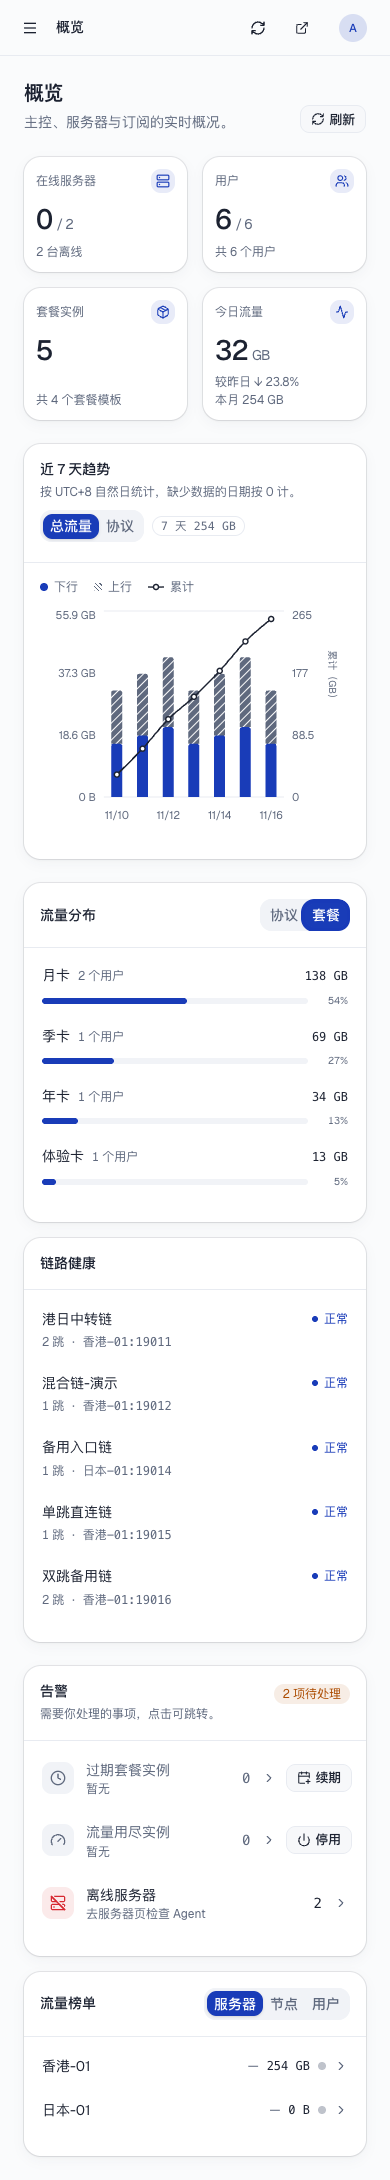 概览
A
概览
主控、服务器与订阅的实时概况。
刷新
在线服务器
0 / 2
2 台离线
用户
6 / 6
共 6 个用户
套餐实例
5
共 4 个套餐模板
今日流量
32 GB
较昨日 ↓ 23.8%
本月 254 GB
近 7 天趋势
按 UTC+8 自然日统计，缺少数据的日期按 0 计。
总流量 协议 7 天 254 GB
下行 上行 累计
55.9 GB 265
37.3 GB 177
18.6 GB 88.5
0 B 0
累计 (GB)
11/10 11/12 11/14 11/16
流量分布
协议 套餐
月卡 2 个用户 138 GB
54%
季卡 1 个用户 69 GB
27%
年卡 1 个用户 34 GB
13%
体验卡 1 个用户 13 GB
5%
链路健康
港日中转链 正常
2 跳 · 香港-01:19011
混合链-演示 正常
1 跳 · 香港-01:19012
备用入口链 正常
1 跳 · 日本-01:19014
单跳直连链 正常
1 跳 · 香港-01:19015
双跳备用链 正常
2 跳 · 香港-01:19016
告警
2 项待处理
需要你处理的事项，点击可跳转。
过期套餐实例 0 续期
暂无
流量用尽实例 0 停用
暂无
离线服务器 2
去服务器页检查 Agent
流量榜单
服务器 节点 用户
香港-01 — 254 GB
日本-01 — 0 B